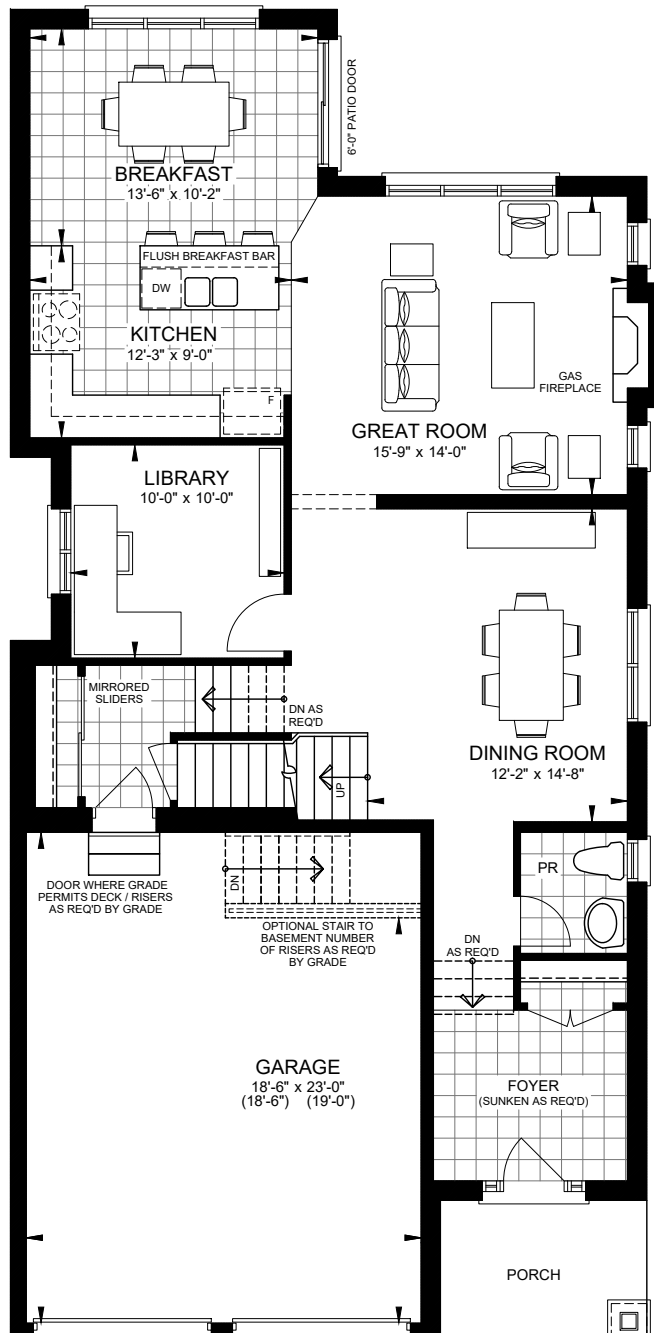 6'-0" PATIO DOOR
BREAKFAST
13'-6" x 10'-2"
FLUSH BREAKFAST BAR
DW
KITCHEN
12'-3" x 9'-0"
F
GAS
FIREPLACE
GREAT ROOM
15'-9" x 14'-0"
LIBRARY
10'-0" x 10'-0"
MIRRORED
SLIDERS
DN AS
REQ'D
UP
DINING ROOM
12'-2" x 14'-8"
PR
DN
DOOR WHERE GRADE
PERMITS DECK / RISERS
AS REQ'D BY GRADE
OPTIONAL STAIR TO
BASEMENT NUMBER
OF RISERS AS REQ'D
BY GRADE
DN
AS REQ'D
GARAGE
18'-6" x 23'-0"
(18'-6") (19'-0")
FOYER
(SUNKEN AS REQ'D)
PORCH